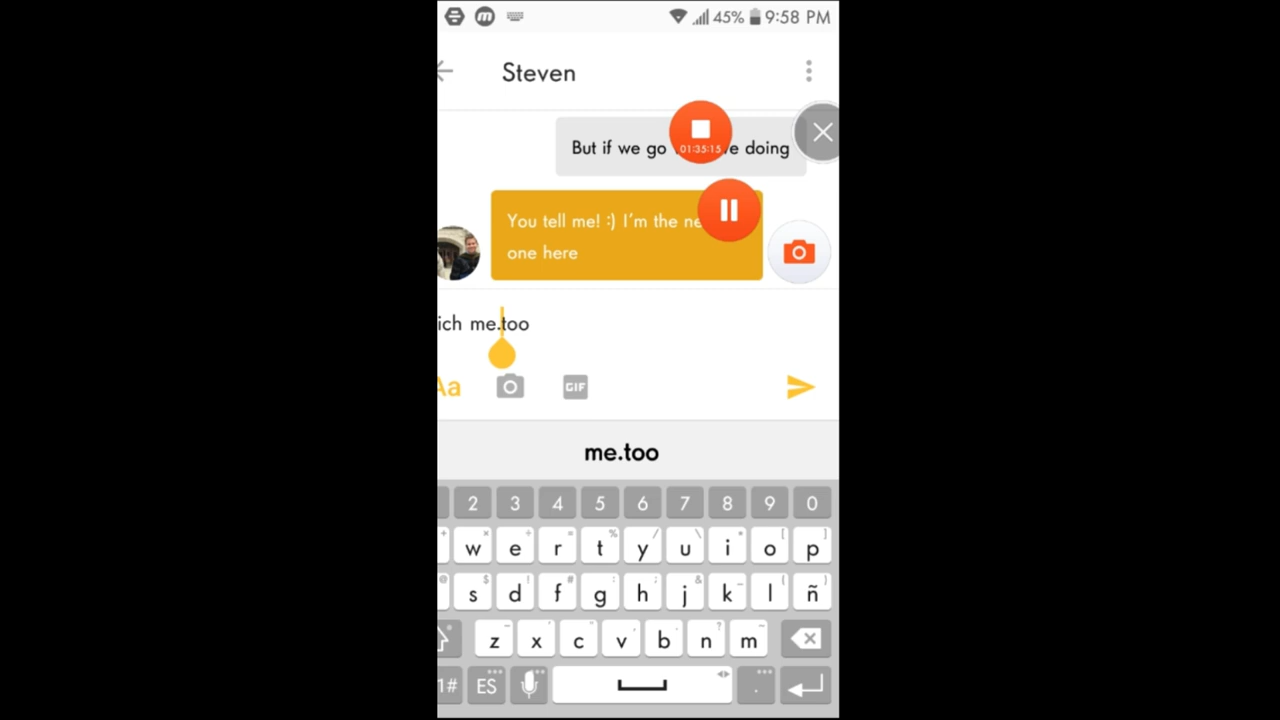 45% 9:58 PM
Steven
But if we go e doing
01:35:15
You tell me! :) I'm the
one here
ich me.too
Aa GIF
me.too
2 3 4 5 6 7 8 9 0
w e r t y u i o p
s d f g h j k l ñ
z x c v b n m
1# ES .